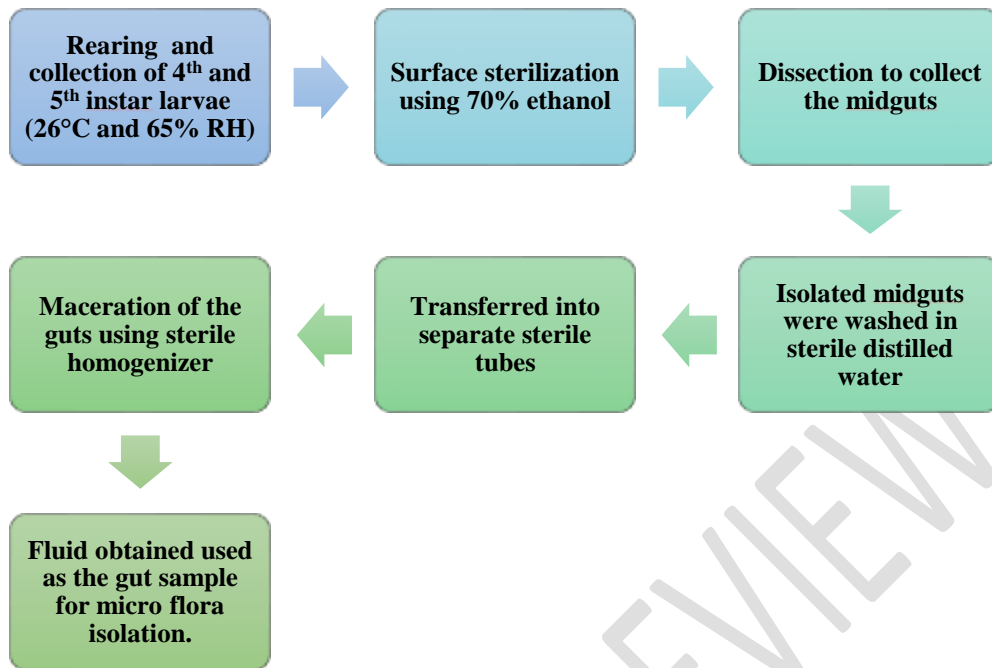 Rearing and
collection of 4th and
5th instar larvae
(26°C and 65% RH)
Surface sterilization
using 70% ethanol
Dissection to collect
the midguts
Isolated midguts
were washed in
sterile distilled
water
Transferred into
separate sterile
tubes
Maceration of the
guts using sterile
homogenizer
Fluid obtained used
as the gut sample
for micro flora
isolation.
EVIEW